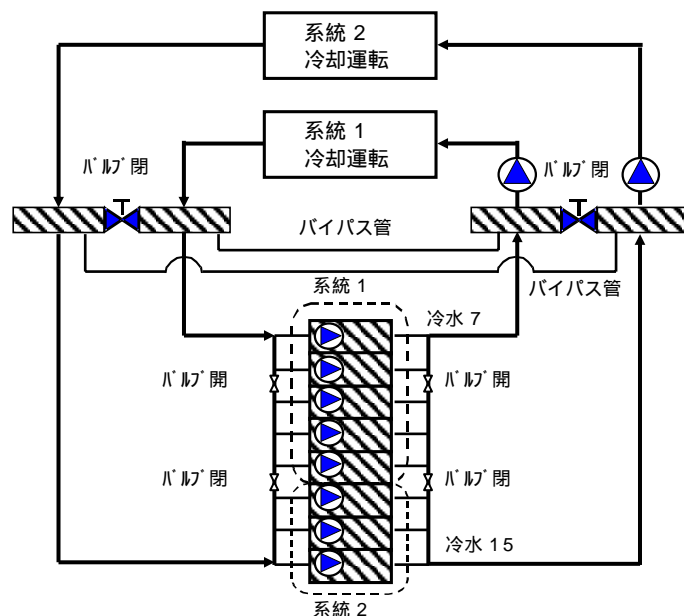 系統 2
冷却運転
系統 1
冷却運転
バルブ閉
バルブ閉
バイパス管
バイパス管
系統 1
冷水 7
バルブ開
バルブ開
バルブ閉
バルブ閉
冷水 15
系統 2